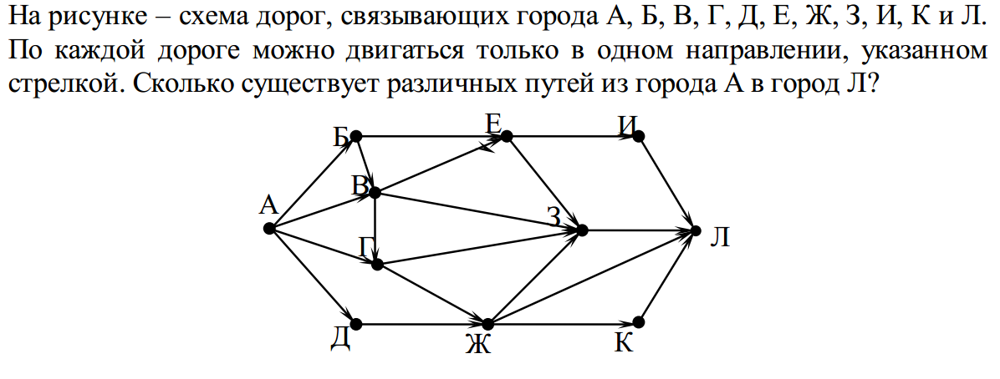 На рисунке – схема дорог, связывающих города А, Б, В, Г, Д, Е, Ж, З, И, К и Л.
По каждой дороге можно двигаться только в одном направлении, указанном
стрелкой. Сколько существует различных путей из города А в город Л?
Б
Е
И
В
А
З
Л
Г
Д
Ж
К